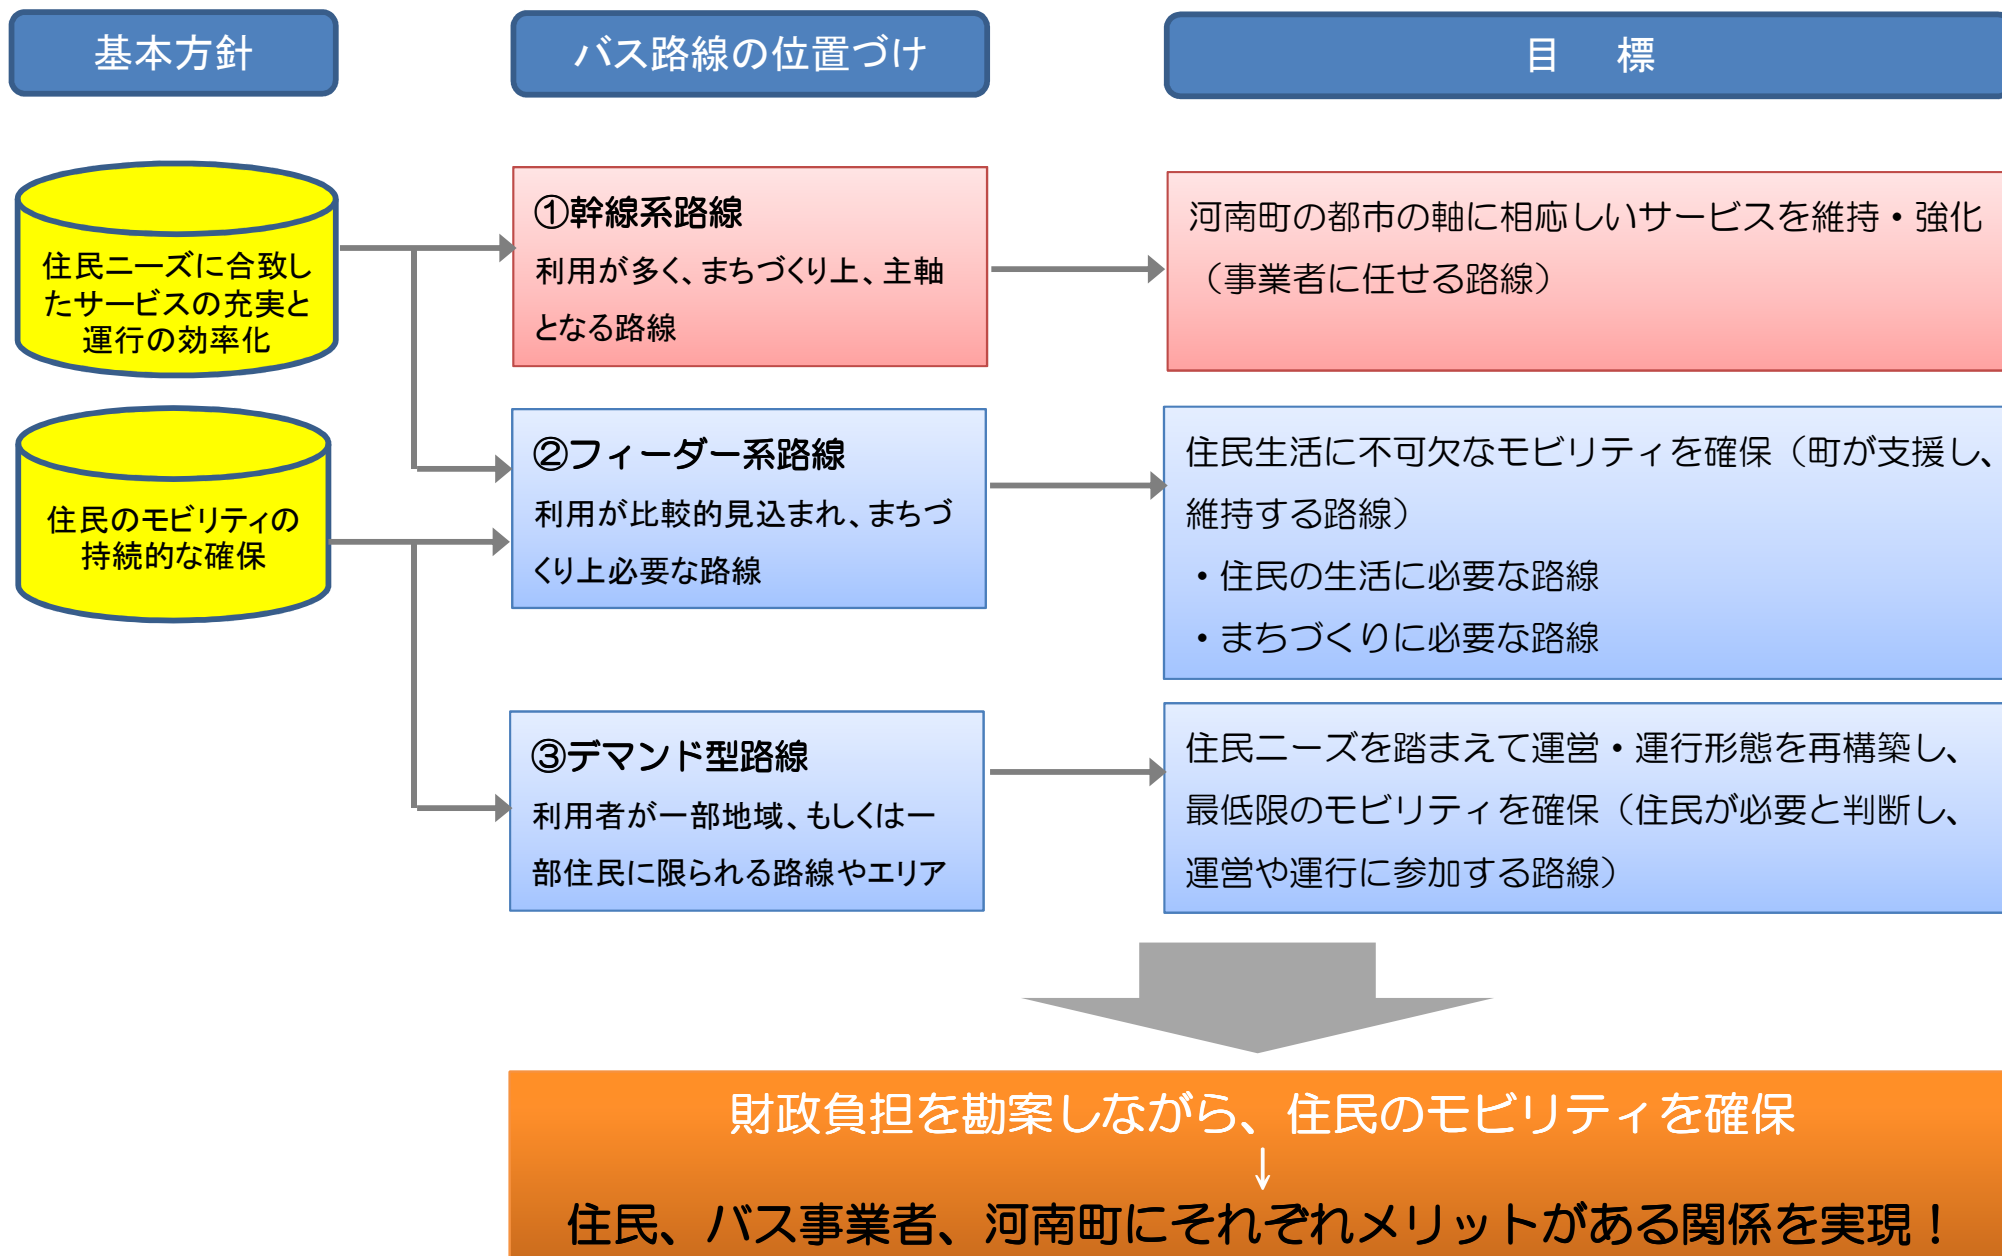 基本方針
バス路線の位置づけ
目　標
住民ニーズに合致し
たサービスの充実と
運行の効率化
①幹線系路線
利用が多く、まちづくり上、主軸
となる路線
河南町の都市の軸に相応しいサービスを維持・強化
（事業者に任せる路線）
住民のモビリティの
持続的な確保
②フィーダー系路線
利用が比較的見込まれ、まちづ
くり上必要な路線
住民生活に不可欠なモビリティを確保（町が支援し、
維持する路線）
・住民の生活に必要な路線
・まちづくりに必要な路線
③デマンド型路線
利用者が一部地域、もしくは一
部住民に限られる路線やエリア
住民ニーズを踏まえて運営・運行形態を再構築し、
最低限のモビリティを確保（住民が必要と判断し、
運営や運行に参加する路線）
財政負担を勘案しながら、住民のモビリティを確保
↓
住民、バス事業者、河南町にそれぞれメリットがある関係を実現！